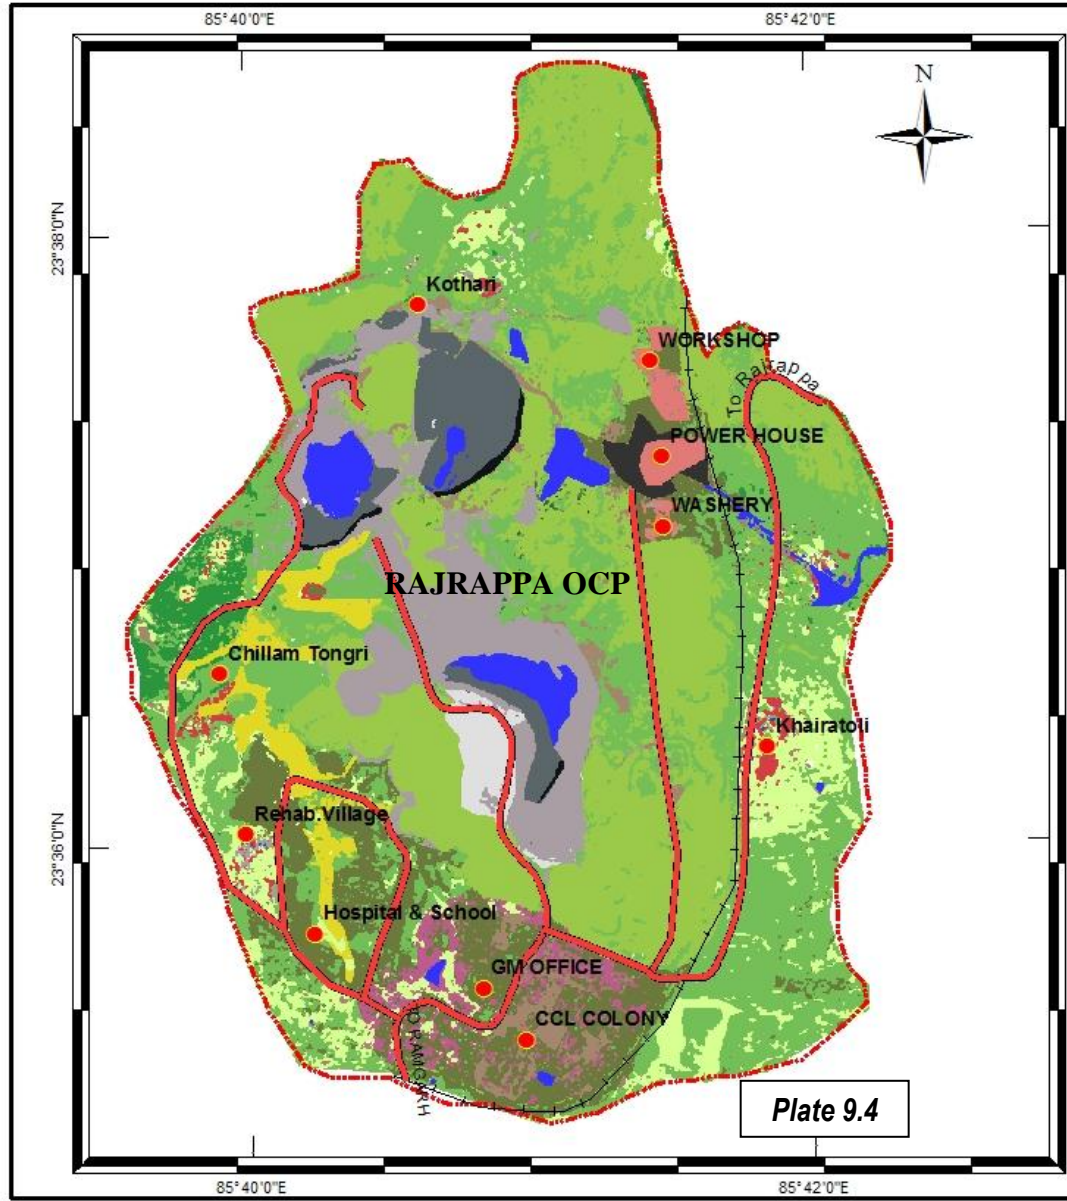 85°40'0"E
85°42'0"E
N
23°38'0"N
Kothari
WORKSHOP
To Rajrappa
POWER HOUSE
WASHERY
RAJRAPPA OCP
Chillam Tongri
Khairatoli
Rehab.Village
23°36'0"N
Hospital & School
GM OFFICE
CCL COLONY
TO RAMGARH
Plate 9.4
85°40'0"E
85°42'0"E